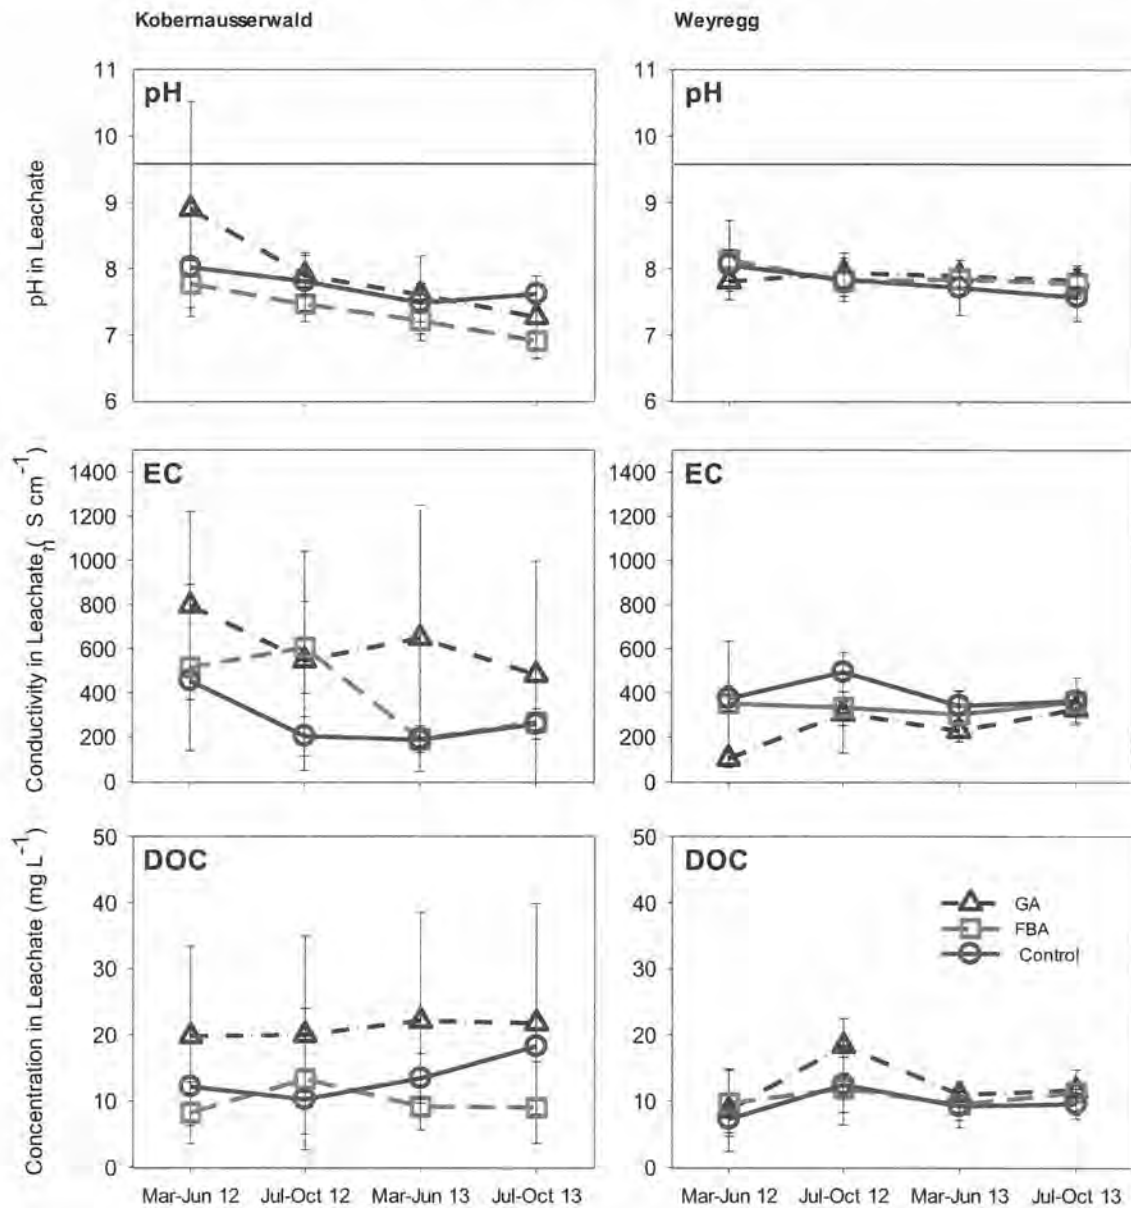 Kobernausserwald
Weyregg
pH in Leachate
11
10
9
8
7
6
pH
11
10
9
8
7
6
pH
Conductivity in Leachate ( S cm⁻¹)
1400
1200
1000
800
600
400
200
0
EC
1400
1200
1000
800
600
400
200
0
EC
Concentration in Leachate (mg L⁻¹)
50
40
30
20
10
0
DOC
50
40
30
20
10
0
DOC
GA
FBA
Control
Mar-Jun 12 Jul-Oct 12 Mar-Jun 13 Jul-Oct 13
Mar-Jun 12 Jul-Oct 12 Mar-Jun 13 Jul-Oct 13